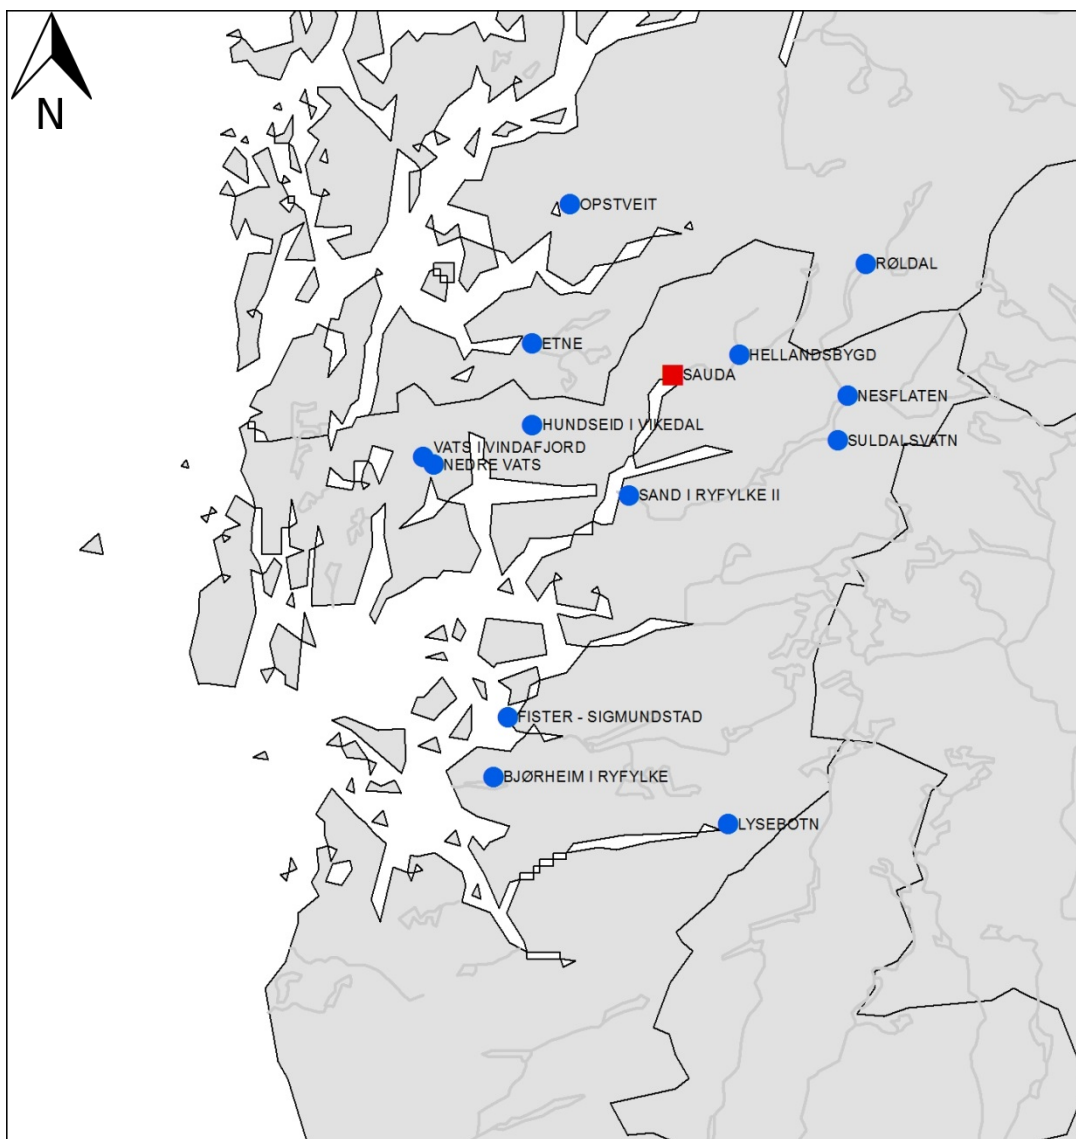 N
OPSTVEIT
RØLDAL
ETNE
HELLANDSBYGD
SAUDA
NESFLATEN
HUNDSEID I VIKEDAL
SULDALSVATN
VATS I VINDAFJORD
NEDRE VATS
SAND I RYFYLKE II
FISTER - SIGMUNDSTAD
BJØRHEIM I RYFYLKE
LYSEBOTN